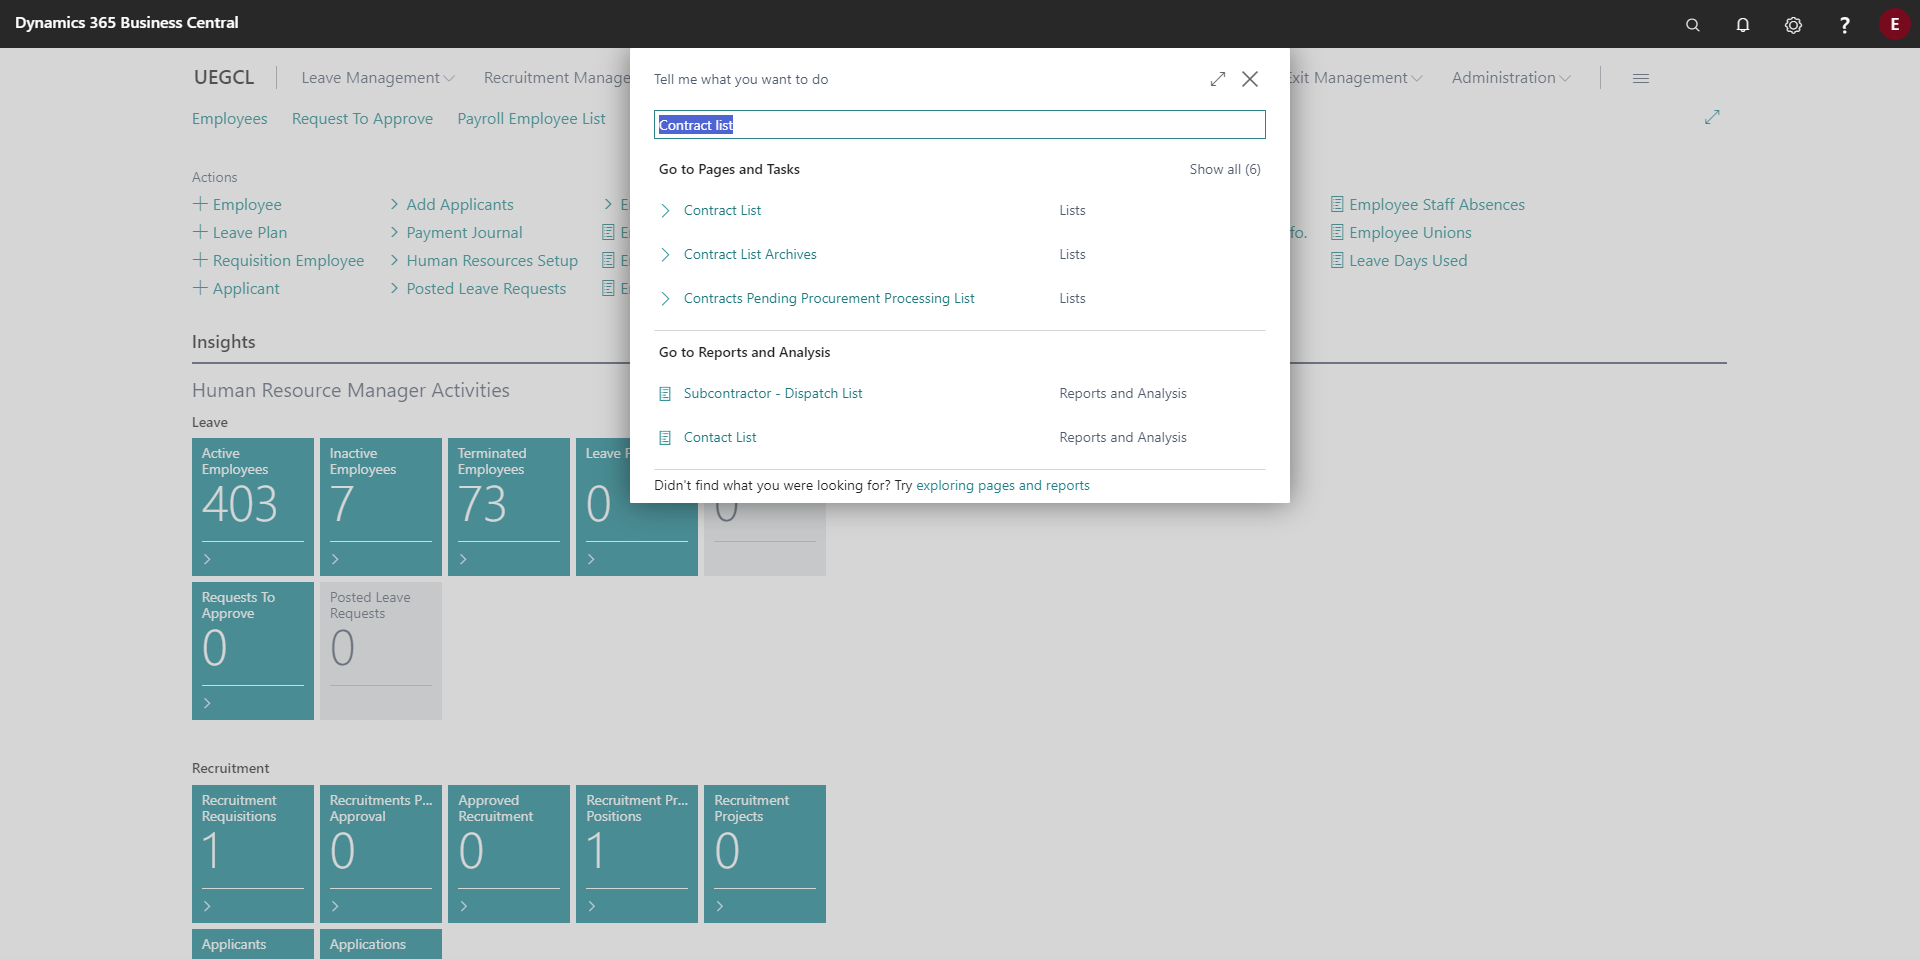 Dynamics 365 Business Central
E
UEGCL
Leave Management
Recruitment Manage
Exit Management
Administration
Employees
Request To Approve
Payroll Employee List
Tell me what you want to do
Contract list
Go to Pages and Tasks
Show all (6)
Contract List
Lists
Contract List Archives
Lists
Contracts Pending Procurement Processing List
Lists
Go to Reports and Analysis
Subcontractor - Dispatch List
Reports and Analysis
Contact List
Reports and Analysis
Didn't find what you were looking for? Try exploring pages and reports
Actions
Employee
Leave Plan
Requisition Employee
Applicant
Add Applicants
Payment Journal
Human Resources Setup
Posted Leave Requests
E
E
E
E
fo.
Employee Staff Absences
Employee Unions
Leave Days Used
Insights
Human Resource Manager Activities
Leave
Active
Employees
403
Inactive
Employees
7
Terminated
Employees
73
Leave
0
0
Requests To
Approve
0
Posted Leave
Requests
0
Recruitment
Recruitment
Requisitions
1
Recruitments P...
Approval
0
Approved
Recruitment
0
Recruitment Pr...
Positions
1
Recruitment
Projects
0
Applicants
Applications